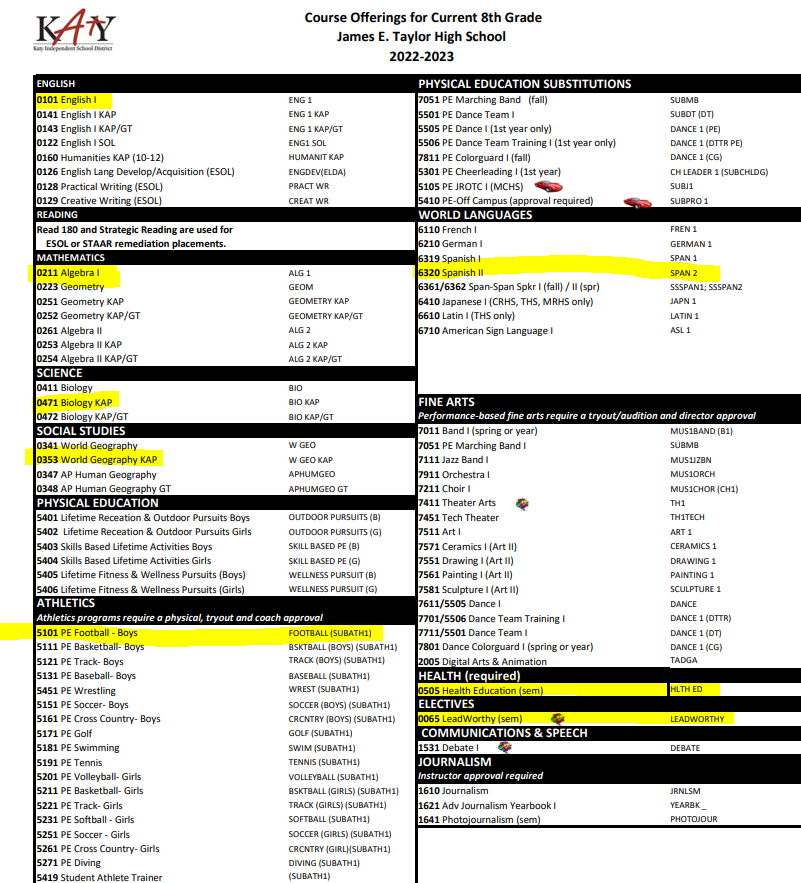 KATY
Katy Independent School District
Course Offerings for Current 8th Grade
James E. Taylor High School
2022-2023
ENGLISH
0101 English I ENG 1
0141 English I KAP ENG 1 KAP
0143 English I KAP/GT ENG 1 KAP/GT
0122 English I SOL ENG1 SOL
0160 Humanities KAP (10-12) HUMANIT KAP
0126 English Lang Develop/Acquisition (ESOL) ENGDEV(ELDA)
0128 Practical Writing (ESOL) PRACT WR
0129 Creative Writing (ESOL) CREAT WR
READING
Read 180 and Strategic Reading are used for
ESOL or STAAR remediation placements.
MATHEMATICS
0211 Algebra I ALG 1
0223 Geometry GEOM
0251 Geometry KAP GEOMETRY KAP
0252 Geometry KAP/GT GEOMETRY KAP/GT
0261 Algebra II ALG 2
0253 Algebra II KAP ALG 2 KAP
0254 Algebra II KAP/GT ALG 2 KAP/GT
SCIENCE
0411 Biology BIO
0471 Biology KAP BIO KAP
0472 Biology KAP/GT BIO KAP/GT
SOCIAL STUDIES
0341 World Geography W GEO
0353 World Geography KAP W GEO KAP
0347 AP Human Geography APHUMGEO
0348 AP Human Geography GT APHUMGEO GT
PHYSICAL EDUCATION
5401 Lifetime Receation & Outdoor Pursuits Boys OUTDOOR PURSUITS (B)
5402 Lifetime Receation & Outdoor Pursuits Girls OUTDOOR PURSUITS (G)
5403 Skills Based Lifetime Activities Boys SKILL BASED PE (B)
5404 Skills Based Lifetime Activities Girls SKILL BASED PE (G)
5405 Lifetime Fitness & Wellness Pursuits (Boys) WELLNESS PURSUIT (B)
5406 Lifetime Fitness & Wellness Pursuits (Girls) WELLNESS PURSUIT (G)
ATHLETICS
Athletics programs require a physical, tryout and coach approval
5101 PE Football - Boys FOOTBALL (SUBATH1)
5111 PE Basketball- Boys BSKTBALL (BOYS) (SUBATH1)
5121 PE Track- Boys TRACK (BOYS) (SUBATH1)
5131 PE Baseball- Boys BASEBALL (SUBATH1)
5451 PE Wrestling WREST (SUBATH1)
5151 PE Soccer- Boys SOCCER (BOYS) (SUBATH1)
5161 PE Cross Country- Boys CRCNTRY (BOYS) (SUBATH1)
5171 PE Golf GOLF (SUBATH1)
5181 PE Swimming SWIM (SUBATH1)
5191 PE Tennis TENNIS (SUBATH1)
5201 PE Volleyball- Girls VOLLEYBALL (SUBATH1)
5211 PE Basketball- Girls BSKTBALL (GIRLS) (SUBATH1)
5221 PE Track- Girls TRACK (GIRLS) (SUBATH1)
5231 PE Softball - Girls SOFTBALL (SUBATH1)
5251 PE Soccer - Girls SOCCER (GIRLS) (SUBATH1)
5261 PE Cross Country- Girls CRCNTRY (GIRL)(SUBATH1)
5271 PE Diving DIVING (SUBATH1)
5419 Student Athlete Trainer (SUBATH1)
PHYSICAL EDUCATION SUBSTITUTIONS
7051 PE Marching Band (fall) SUBMB
5501 PE Dance Team I SUBDT (DT)
5505 PE Dance I (1st year only) DANCE 1 (PE)
5506 PE Dance Team Training I (1st year only) DANCE 1 (DTTR PE)
7811 PE Colorguard I (fall) DANCE 1 (CG)
5301 PE Cheerleading I (1st year) CH LEADER 1 (SUBCHLDG)
5105 PE JROTC I (MCHS) SUBJ1
5410 PE-Off Campus (approval required) SUBPRO 1
WORLD LANGUAGES
6110 French I FREN 1
6210 German I GERMAN 1
6319 Spanish I SPAN 1
6320 Spanish II SPAN 2
6361/6362 Span-Span Spkr I (fall) / II (spr) SSSPAN1; SSSPAN2
6410 Japanese I (CRHS, THS, MRHS only) JAPN 1
6610 Latin I (THS only) LATIN 1
6710 American Sign Language I ASL 1
FINE ARTS
Performance-based fine arts require a tryout/audition and director approval
7011 Band I (spring or year) MUS1BAND (B1)
7051 PE Marching Band I SUBMB
7111 Jazz Band I MUS1JZBN
7911 Orchestra I MUS1ORCH
7211 Choir I MUS1CHOR (CH1)
7411 Theater Arts TH1
7451 Tech Theater TH1TECH
7511 Art I ART 1
7571 Ceramics I (Art II) CERAMICS 1
7551 Drawing I (Art II) DRAWING 1
7561 Painting I (Art II) PAINTING 1
7581 Sculpture I (Art II) SCULPTURE 1
7611/5505 Dance I DANCE
7701/5506 Dance Team Training I DANCE 1 (DTTR)
7711/5501 Dance Team I DANCE 1 (DT)
7801 Dance Colorguard I (spring or year) DANCE 1 (CG)
2005 Digital Arts & Animation TADGA
HEALTH (required)
0505 Health Education (sem) HLTH ED
ELECTIVES
0065 LeadWorthy (sem) LEADWORTHY
COMMUNICATIONS & SPEECH
1531 Debate I DEBATE
JOURNALISM
Instructor approval required
1610 Journalism JRNLSM
1621 Adv Journalism Yearbook I YEARBK _
1641 Photojournalism (sem) PHOTOJOUR